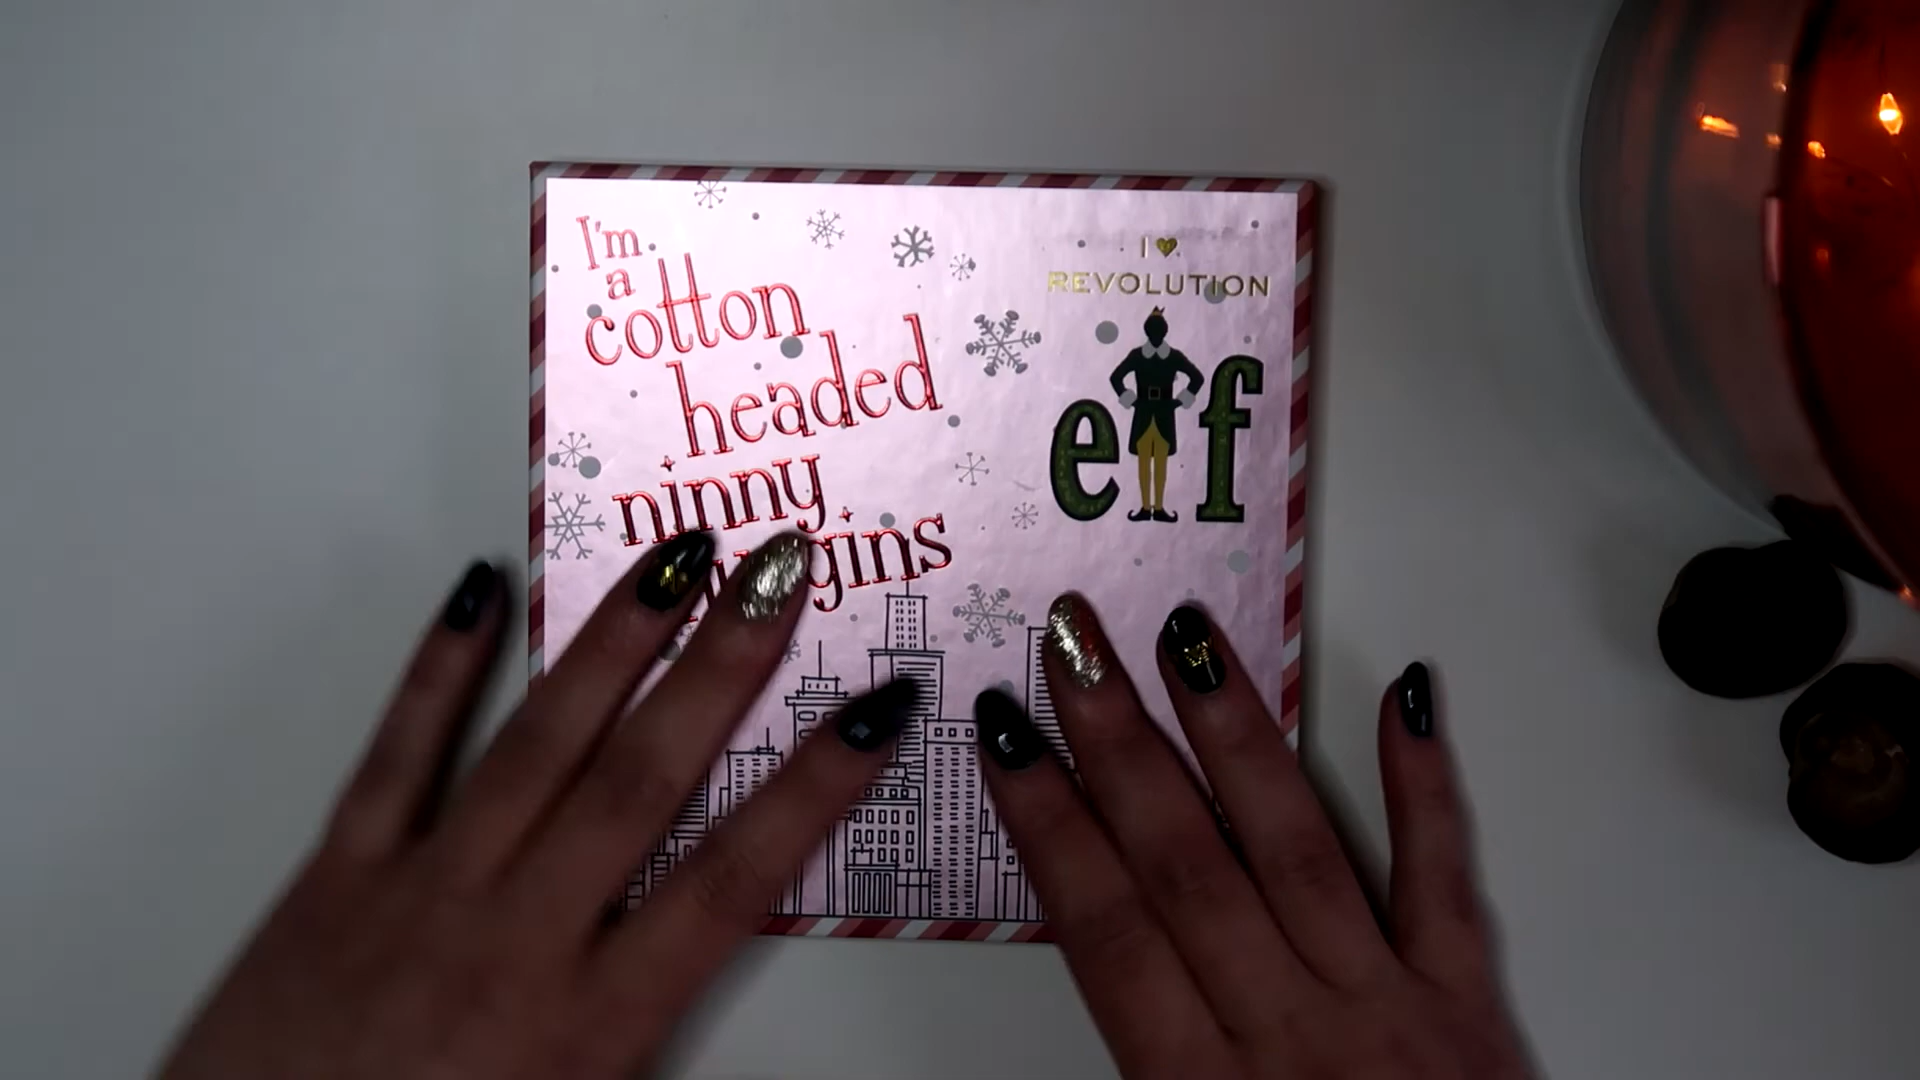 I'm
a
cotton
headed
ninny
I ♥
REVOLUTION
elf